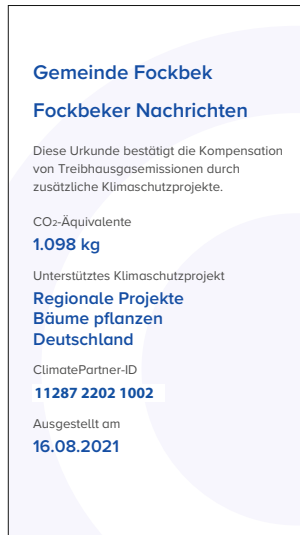 Gemeinde Fockbek
Fockbeker Nachrichten
Diese Urkunde bestätigt die Kompensation
von Treibhausgasemissionen durch
zusätzliche Klimaschutzprojekte.
CO₂-Äquivalente
1.098 kg
Unterstütztes Klimaschutzprojekt
Regionale Projekte
Bäume pflanzen
Deutschland
ClimatePartner-ID
11287 2202 1002
Ausgestellt am
16.08.2021